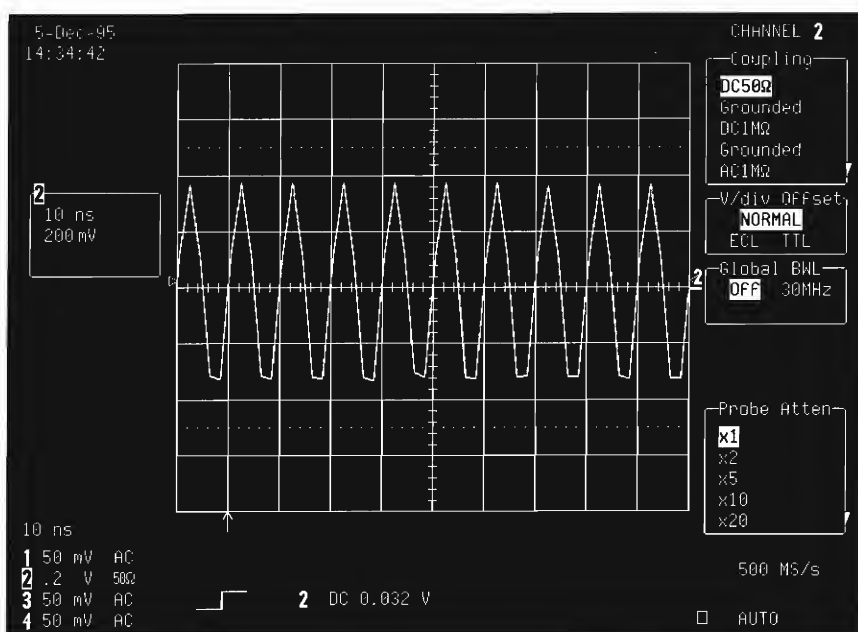 5-Dec-95
14:34:42
2
10 ns
200mV
CHANNEL 2
Coupling
DC50Ω
Grounded
DC1MΩ
Grounded
AC1MΩ
V/div Offset
NORMAL
ECL TTL
Global BWL
Off 30MHz
2
Probe Atten
x1
x2
x5
x10
x20
10 ns
1 50 mV AC
2 .2 V 50Ω
3 50 mV AC
4 50 mV AC
2 DC 0.032 V
500 MS/s
AUTO